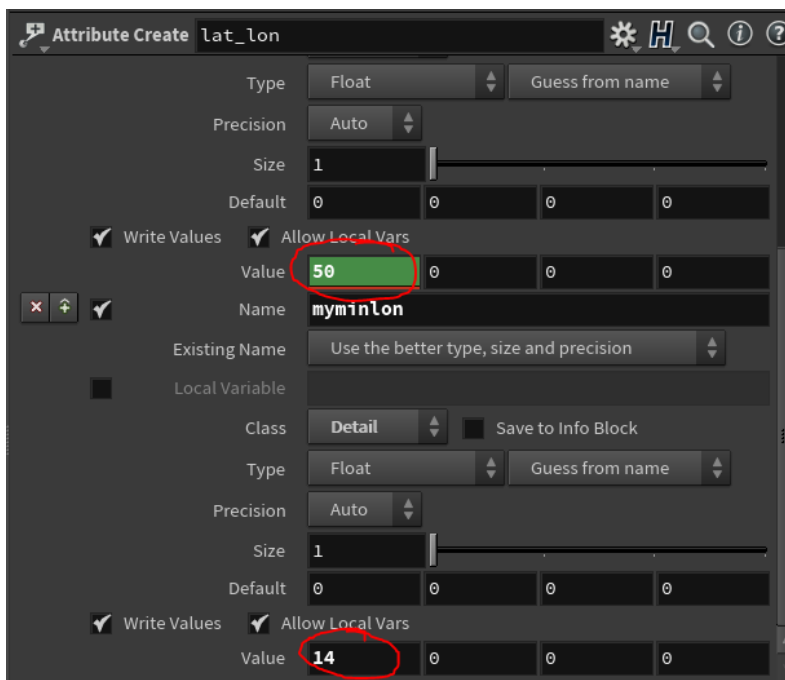 Attribute Create lat_lon
Type Float Guess from name
Precision Auto
Size 1
Default 0 0 0 0
Write Values Allow Local Vars
Value 50 0 0 0
Name myminlon
Existing Name Use the better type, size and precision
Local Variable
Class Detail Save to Info Block
Type Float Guess from name
Precision Auto
Size 1
Default 0 0 0 0
Write Values Allow Local Vars
Value 14 0 0 0